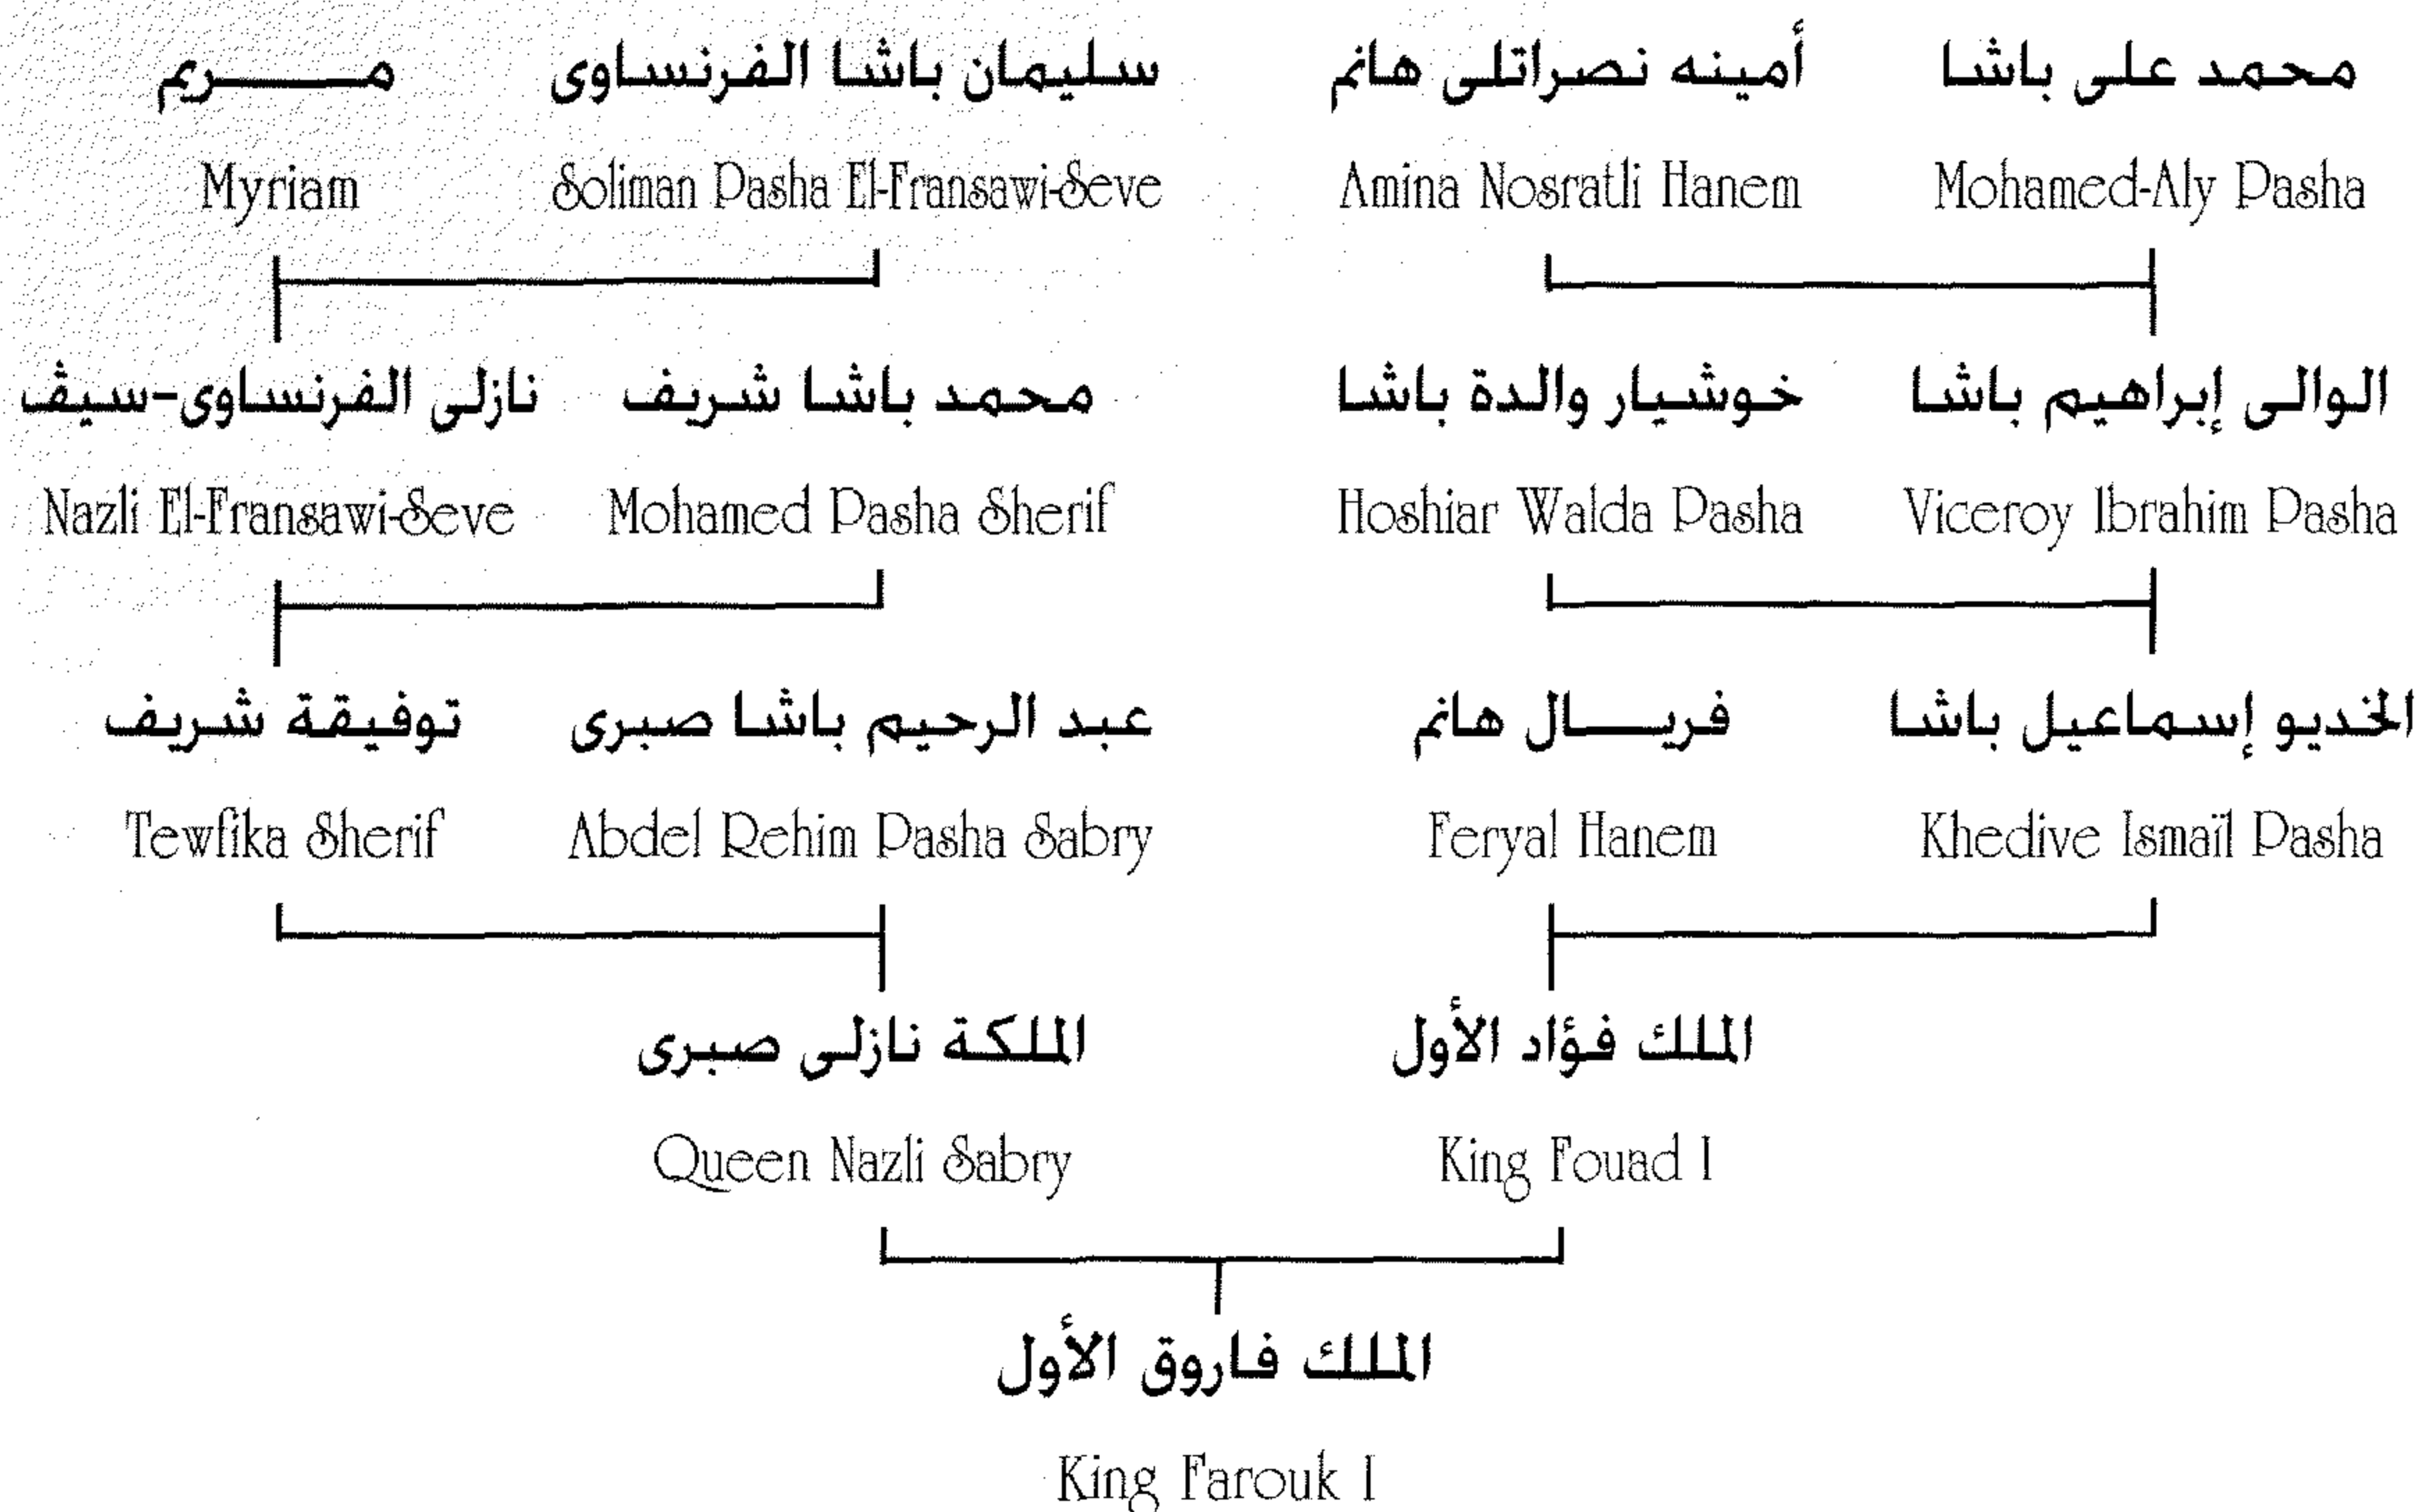 محمد على باشا
Mohamed-Aly Pasha
أمينه نصراتلى هانم
Amina Nosratli Hanem
سليمان باشا الفرنساوى
Soliman Pasha El-Fransawi-Seve
مـــريم
Myriam
الوالى إبراهيم باشا
Viceroy Ibrahim Pasha
خوشيار والدة باشا
Hoshiar Walda Pasha
محمد باشا شريف
Mohamed Pasha Sherif
نازلى الفرنساوى-سيڤ
Nazli El-Fransawi-Seve
الخديو إسماعيل باشا
Khedive Ismaïl Pasha
فريــال هانم
Feryal Hanem
عبد الرحيم باشا صبرى
Abdel Rehim Pasha Sabry
توفيقة شريف
Tewfika Sherif
الملك فؤاد الأول
King Fouad I
الملكة نازلى صبرى
Queen Nazli Sabry
الملك فاروق الأول
King Farouk I